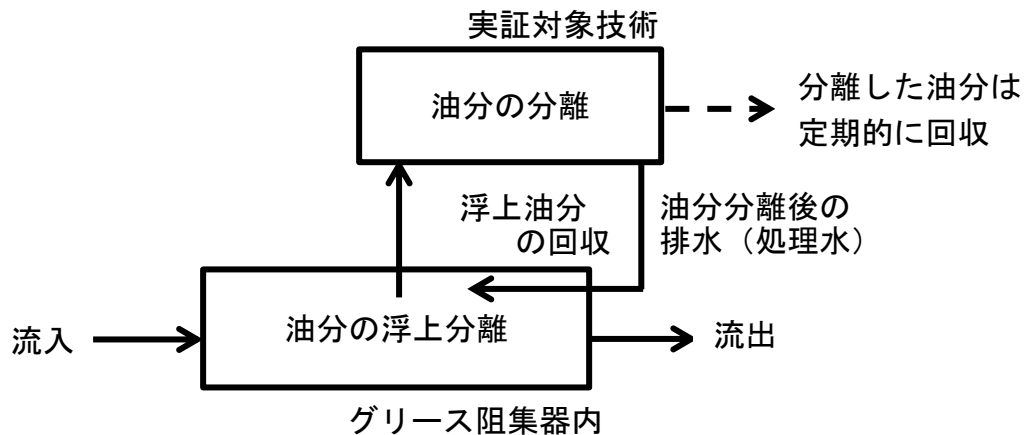 実証対象技術
油分の分離
分離した油分は
定期的に回収
浮上油分
の回収
油分分離後の
排水（処理水）
流入
油分の浮上分離
流出
グリース阻集器内